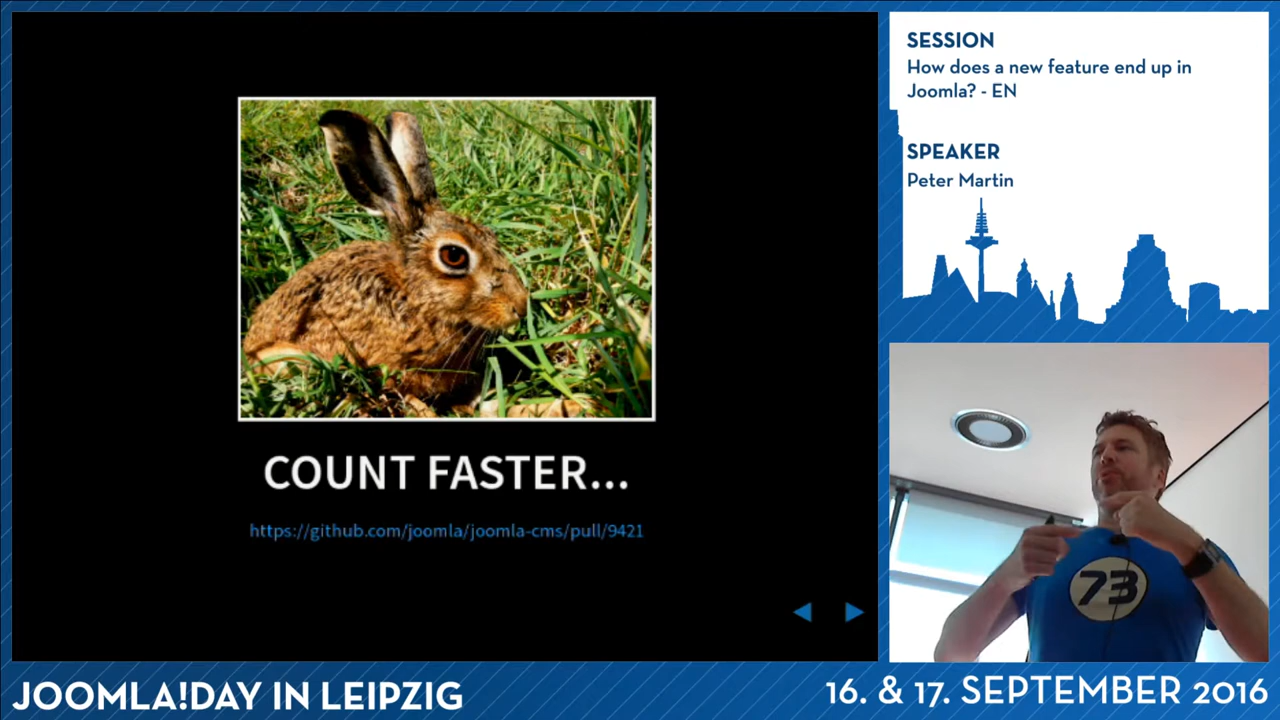 SESSION
How does a new feature end up in
Joomla? - EN
SPEAKER
Peter Martin
COUNT FASTER...
https://github.com/joomla/joomla-cms/pull/9421
73
JOOMLA!DAY IN LEIPZIG
16. & 17. SEPTEMBER 2016